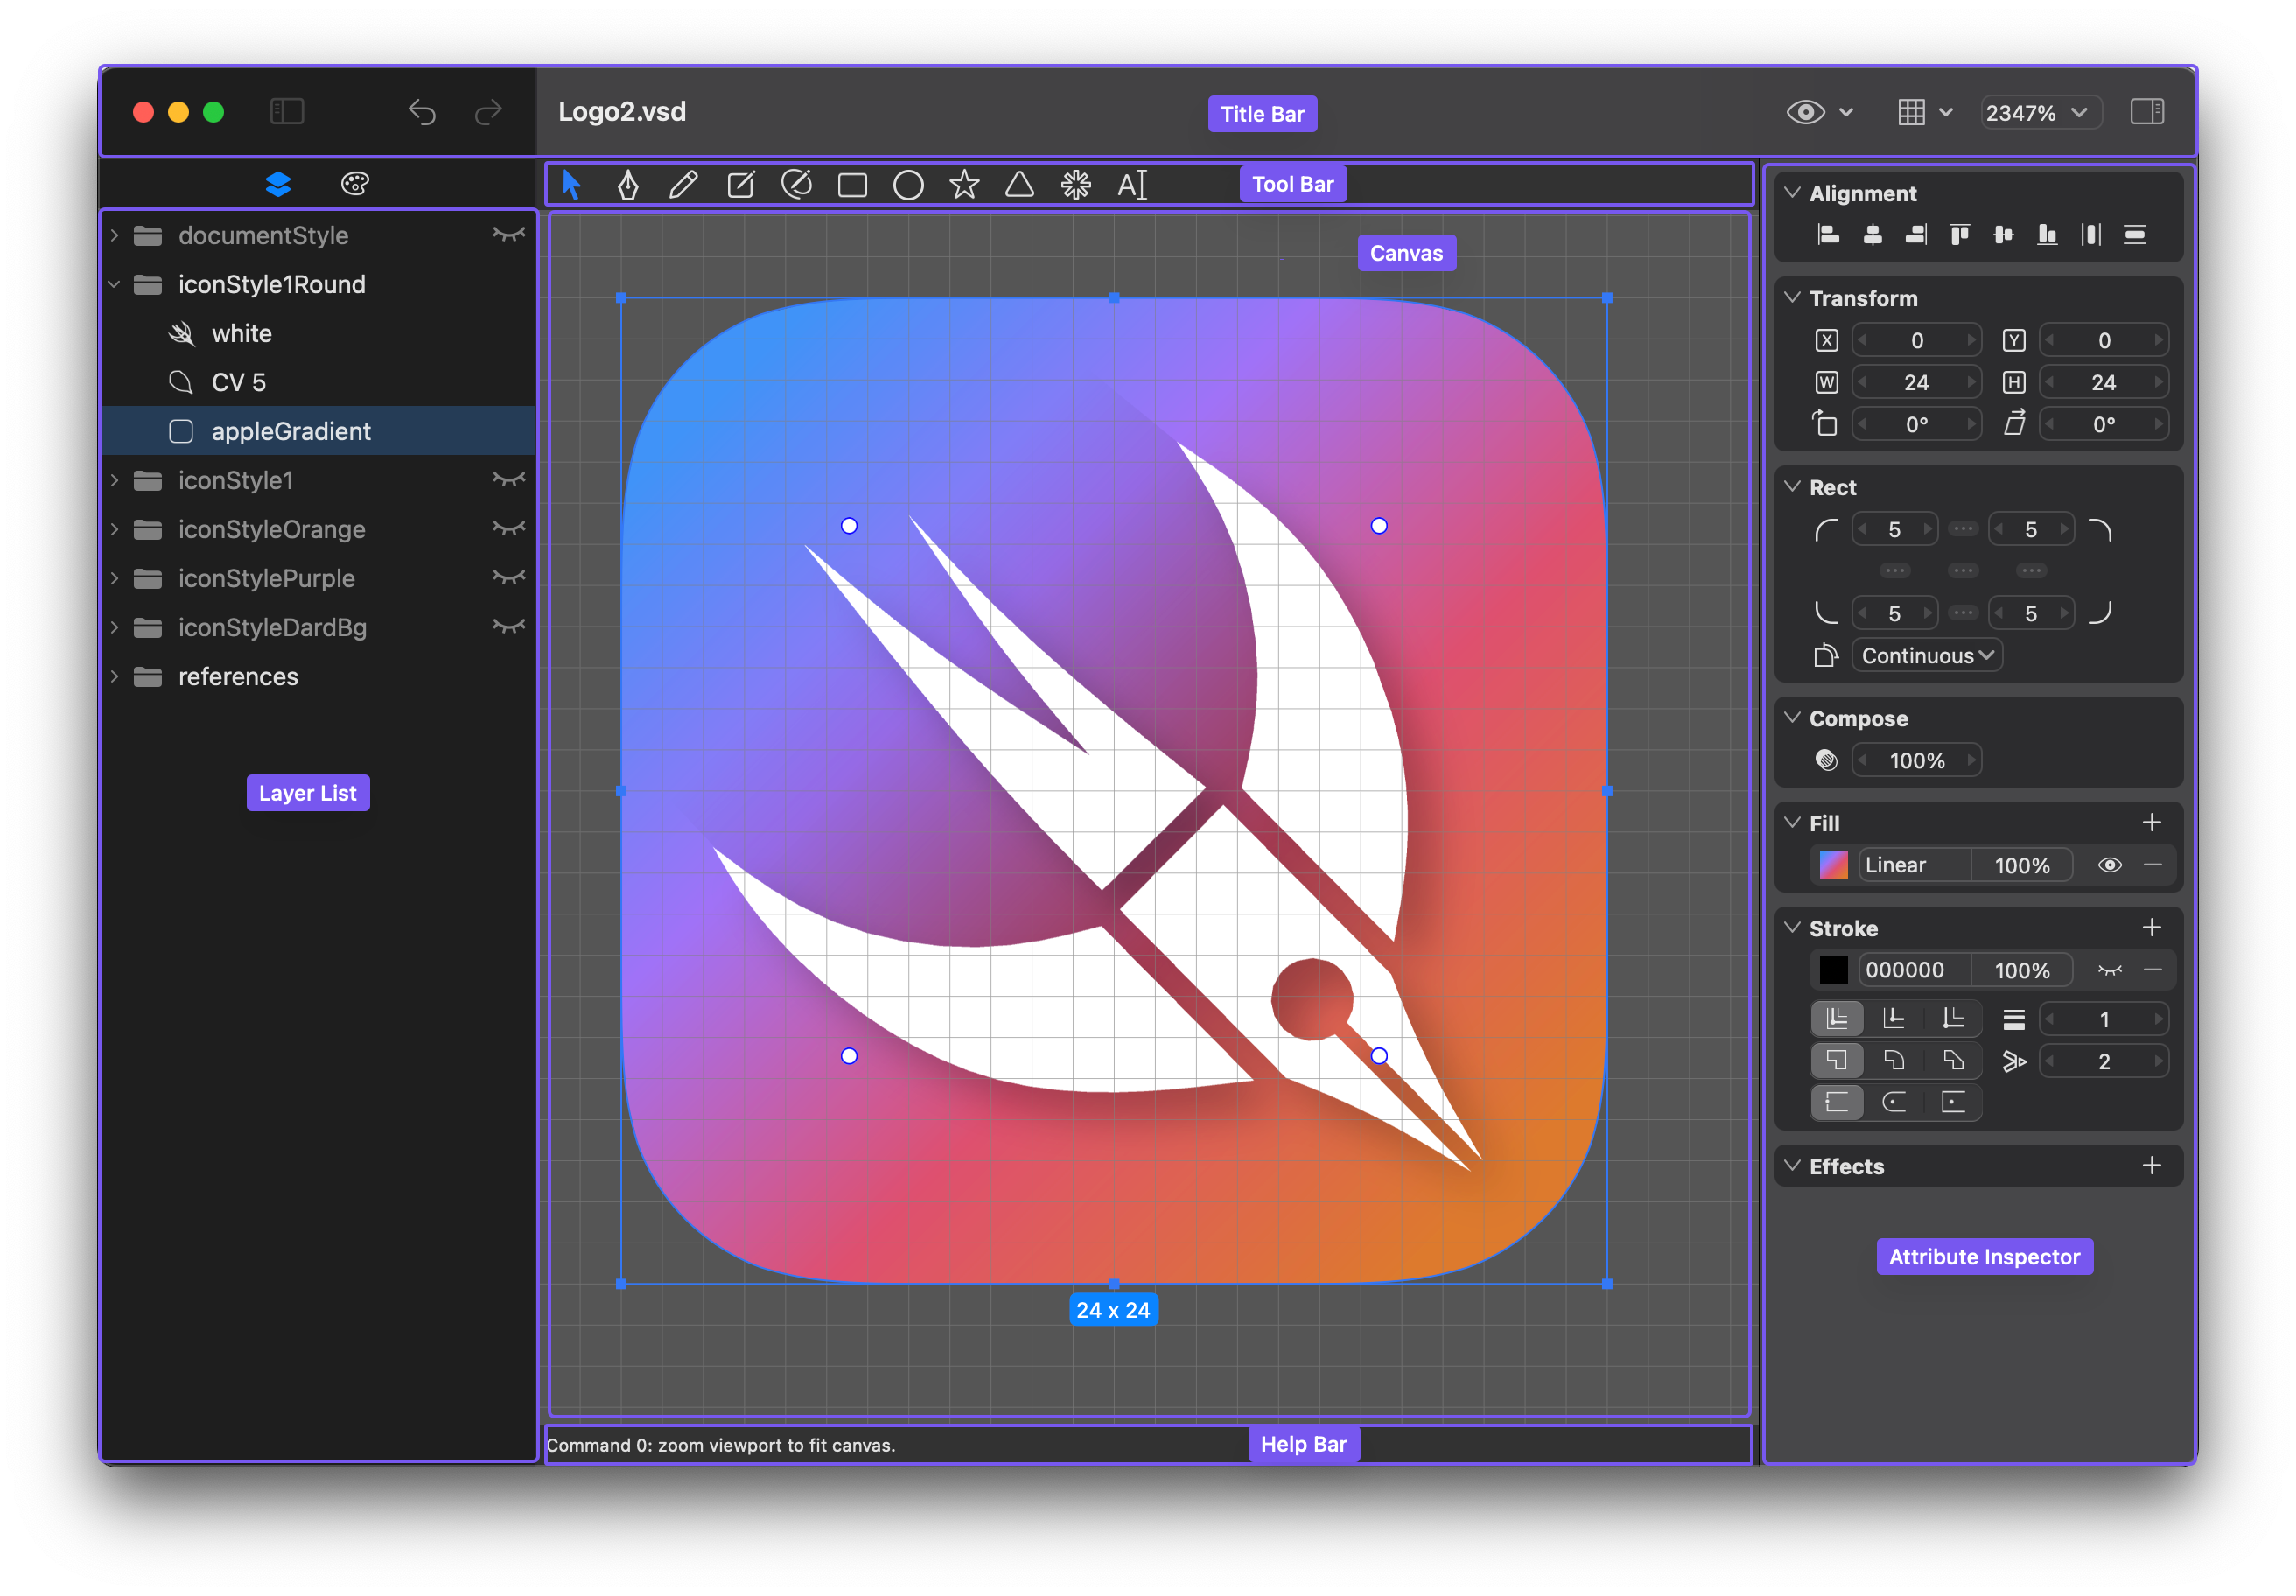 Logo2.vsd
Title Bar
2347%
Tool Bar
AI
documentStyle
iconStyle1Round
white
CV 5
appleGradient
iconStyle1
iconStyleOrange
iconStylePurple
iconStyleDardBg
references
Layer List
Canvas
24 x 24
Command 0: zoom viewport to fit canvas.
Help Bar
Alignment
Transform
X 0 Y 0
W 24 H 24
0° 0°
Rect
5 5
5 5
Continuous
Compose
100%
Fill
Linear 100%
Stroke
000000 100%
1
2
Effects
Attribute Inspector